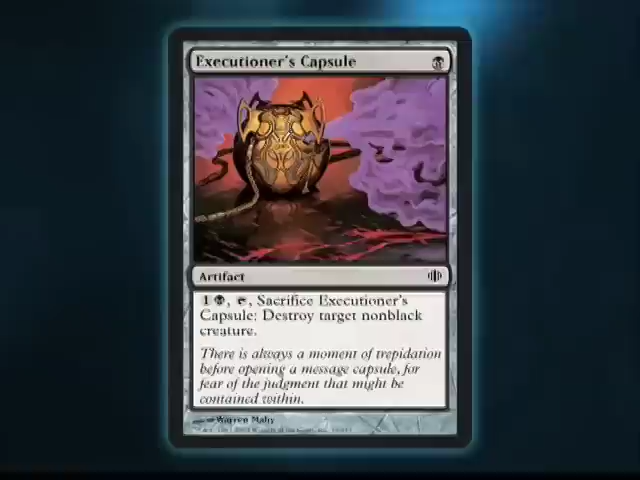 Executioner's Capsule
Artifact
1, Sacrifice Executioner's
Capsule: Destroy target nonblack
creature.
There is always a moment of trepidation
before opening a message capsule, for
fear of the judgment that might be
contained within.
Warren Mahy